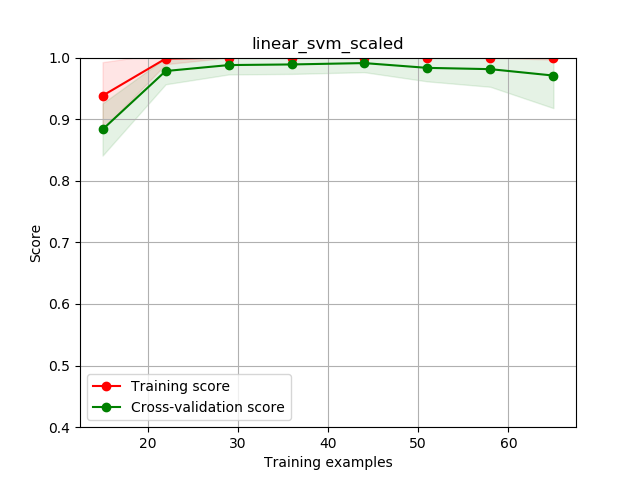 linear_svm_scaled
1.0
0.9
0.8
0.7
0.6
0.5
0.4
Score
Training score
Cross-validation score
20 30 40 50 60
Training examples